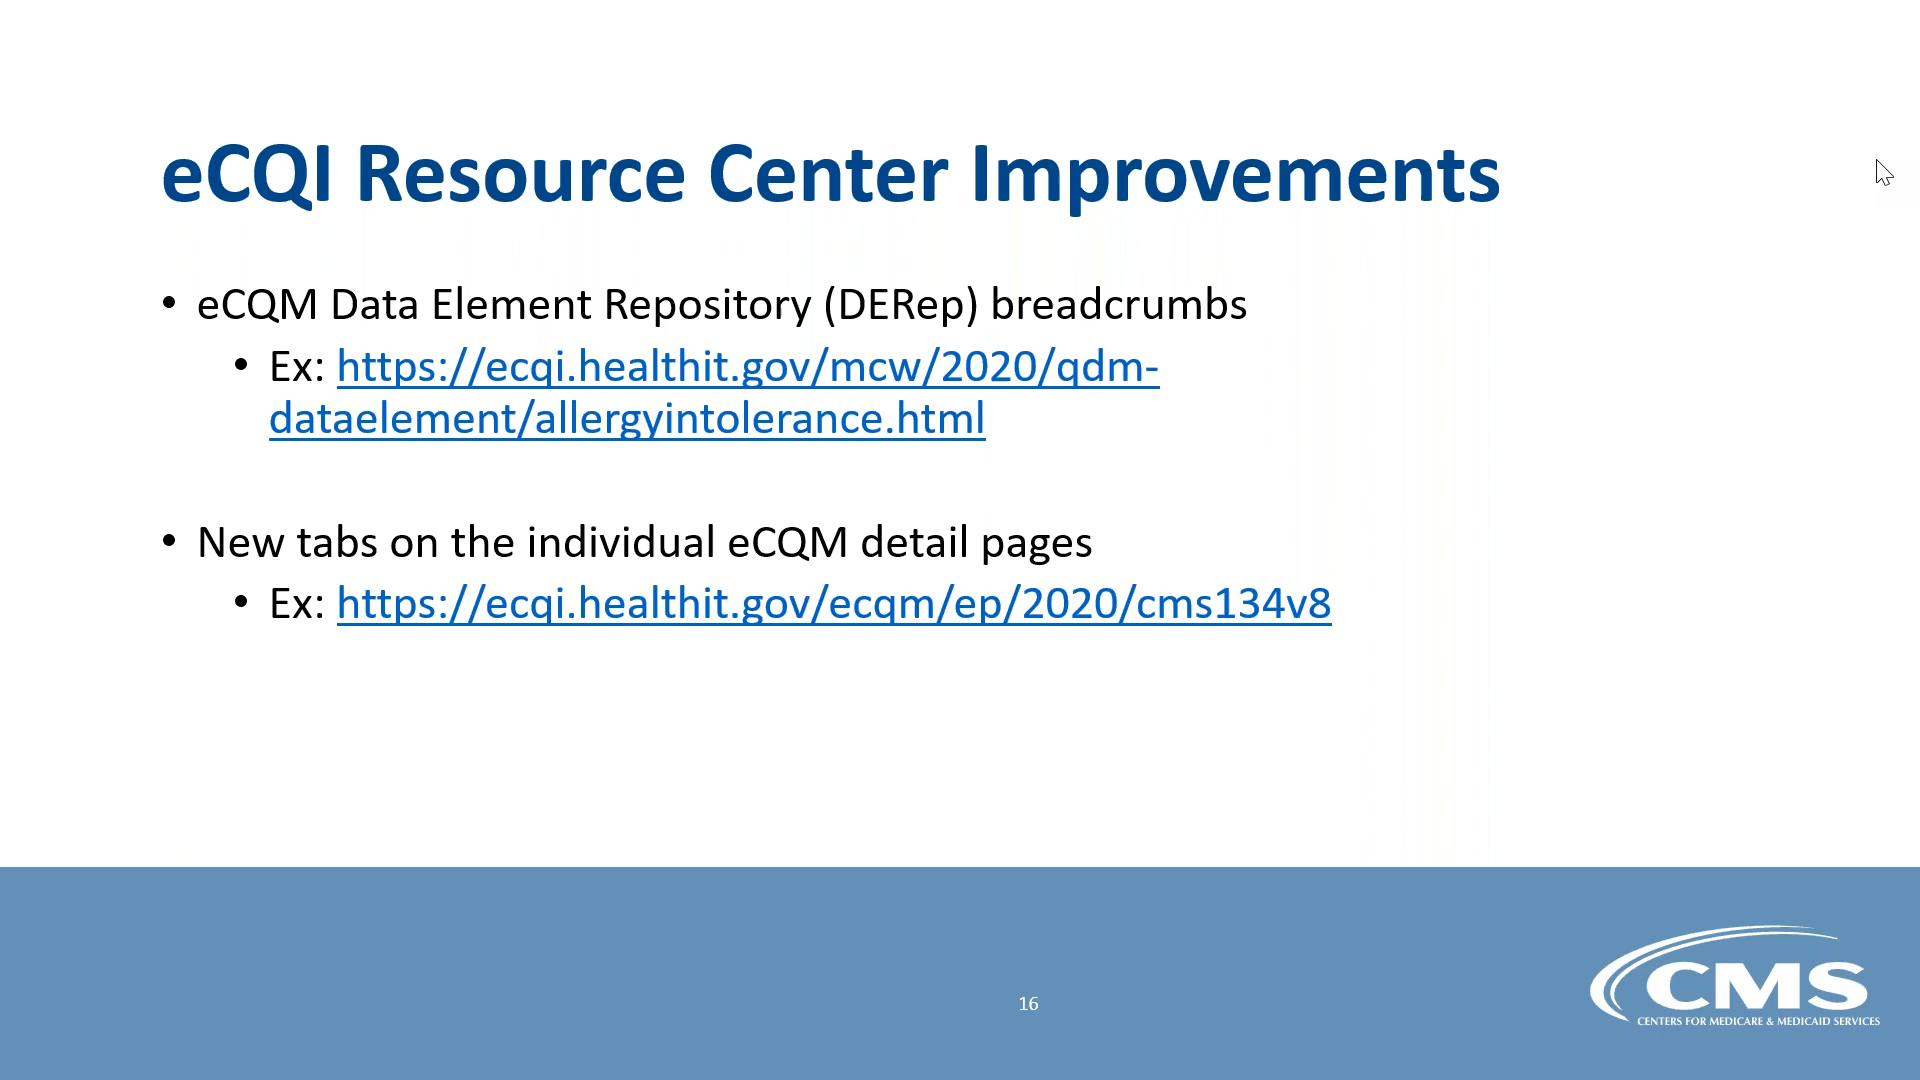 eCQI Resource Center Improvements
• eCQM Data Element Repository (DERep) breadcrumbs
• Ex: https://ecqi.healthit.gov/mcw/2020/qdm-
dataelement/allergyintolerance.html
• New tabs on the individual eCQM detail pages
• Ex: https://ecqi.healthit.gov/ecqm/ep/2020/cms134v8
16
CMS
CENTERS FOR MEDICARE & MEDICAID SERVICES